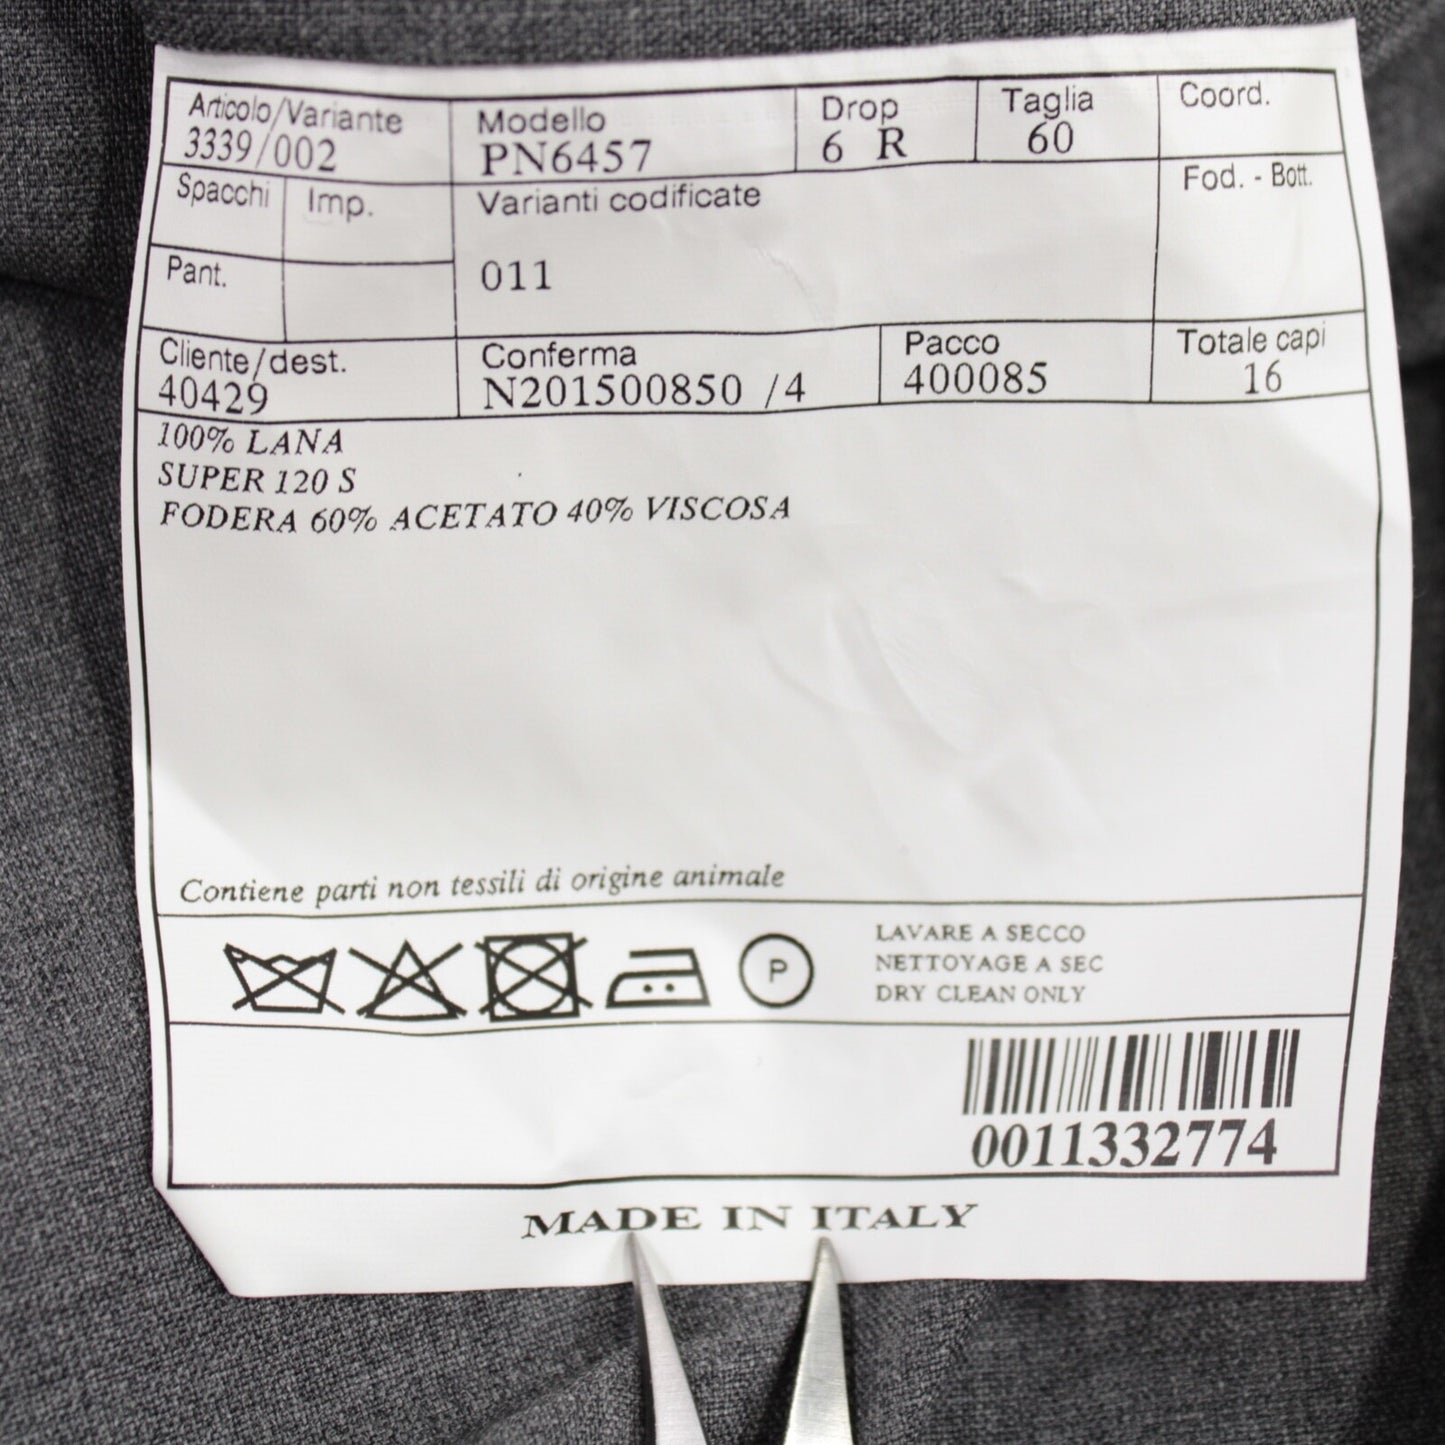 Articolo/Variante Modello Drop Taglia Coord.
3339/002 PN6457 6 R 60
Spacchi Imp. Varianti codificate Fod. - Bott.
Pant. 011
Cliente/dest. Conferma Pacco Totale capi
40429 N201500850 /4 400085 16
100% LANA
SUPER 120 S
FODERA 60% ACETATO 40% VISCOSA
Contiene parti non tessili di origine animale
P
LAVARE A SECCO
NETTOYAGE A SEC
DRY CLEAN ONLY
0011332774
MADE IN ITALY